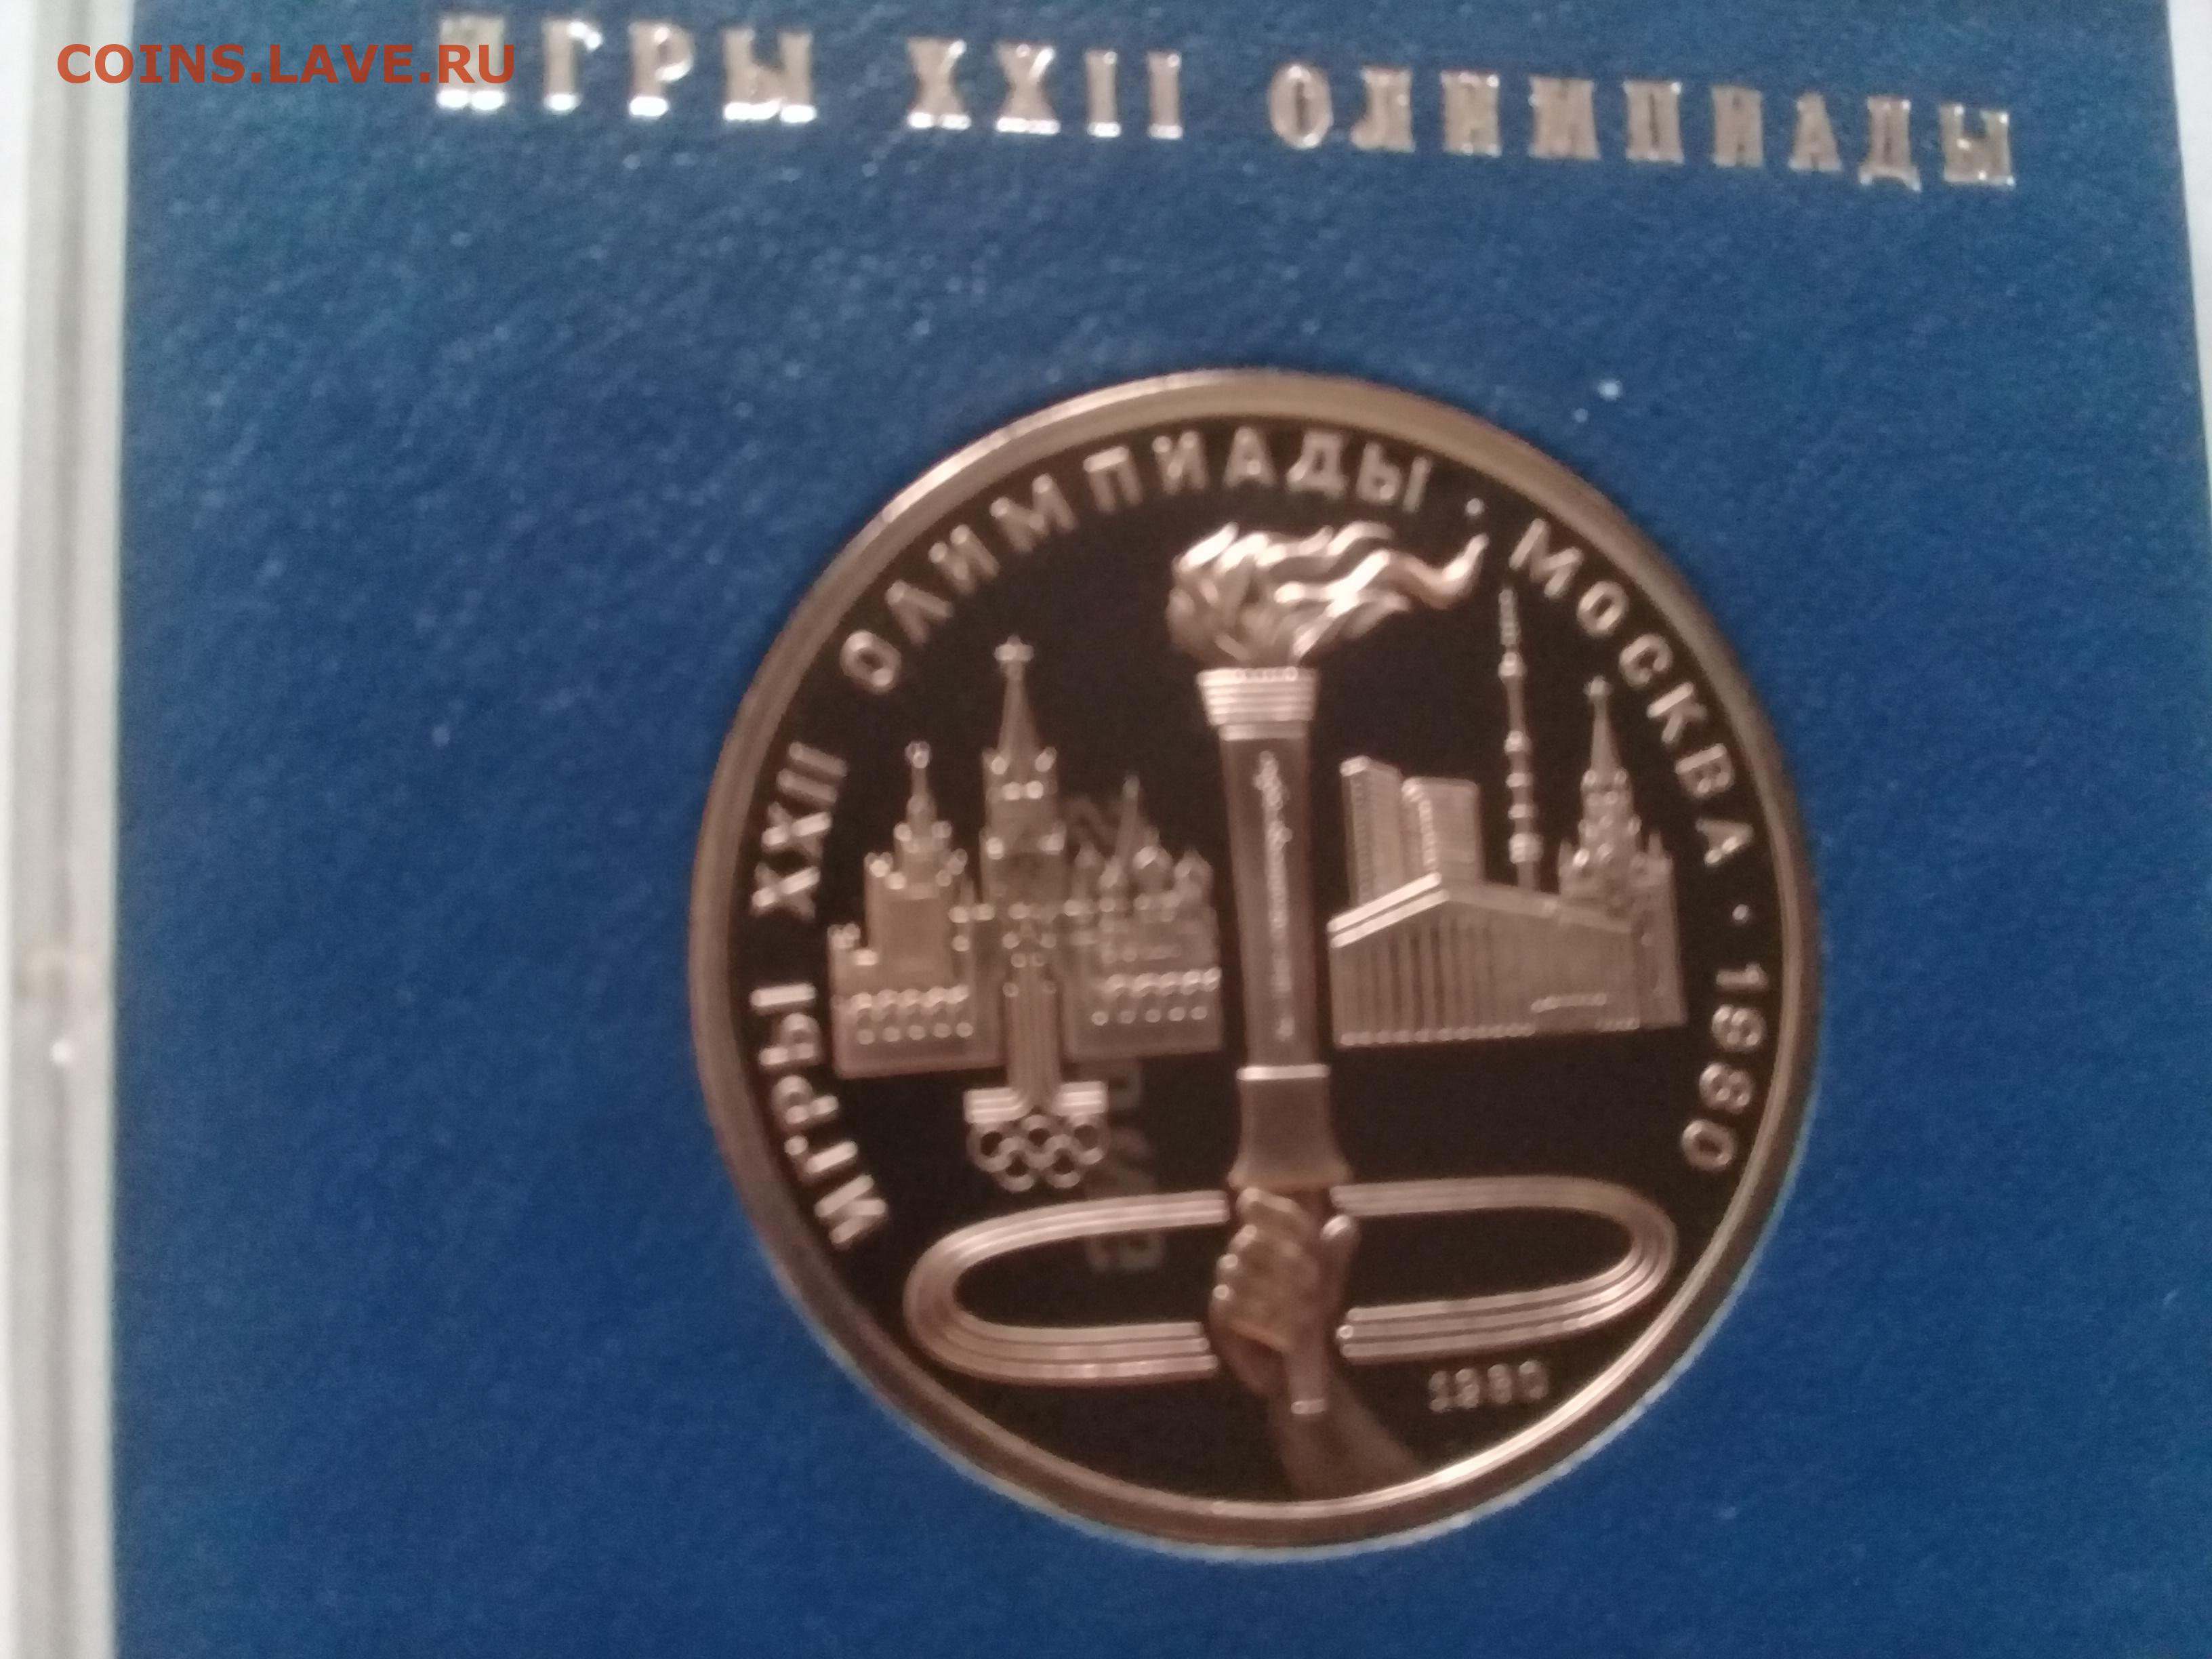 COINS.LAVE.RU
ИГРЫ XXII ОЛИМПИАДЫ
ИГРЫ XXII ОЛИМПИАДЫ · МОСКВА · 1980
1980